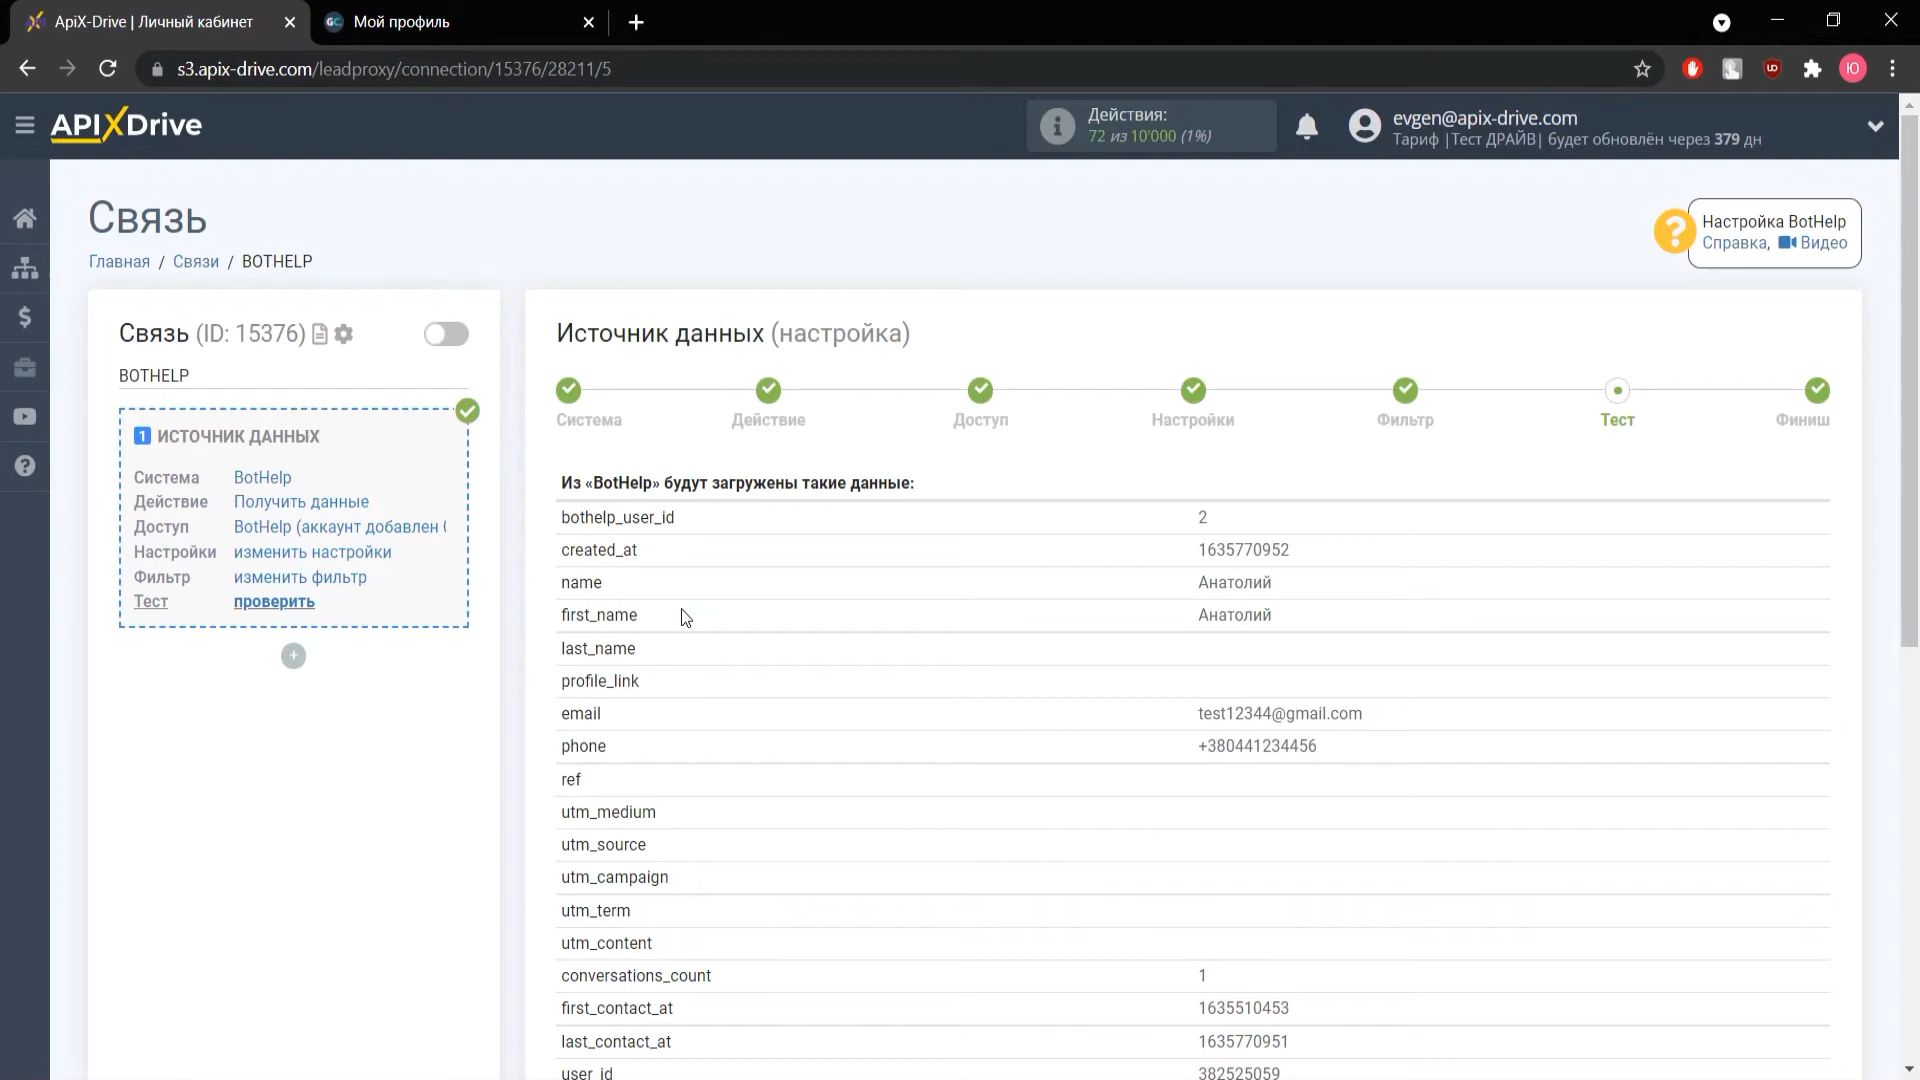 ApiX-Drive | Личный кабинет
Мой профиль
s3.apix-drive.com/leadproxy/connection/15376/28211/5
Ю
APIXDrive
Действия:
72 из 10'000 (1%)
evgen@apix-drive.com
Тариф |Тест ДРАЙВ| будет обновлён через 379 дн
Связь
Главная / Связи / BOTHELP
Настройка BotHelp
Справка, Видео
Связь (ID: 15376)
BOTHELP
1 ИСТОЧНИК ДАННЫХ
Система BotHelp
Действие Получить данные
Доступ BotHelp (аккаунт добавлен
Настройки изменить настройки
Фильтр изменить фильтр
Тест проверить
Источник данных (настройка)
Система Действие Доступ Настройки Фильтр Тест Финиш
Из «BotHelp» будут загружены такие данные:
bothelp_user_id 2
created_at 1635770952
name Анатолий
first_name Анатолий
last_name
profile_link
email test12344@gmail.com
phone +380441234456
ref
utm_medium
utm_source
utm_campaign
utm_term
utm_content
conversations_count 1
first_contact_at 1635510453
last_contact_at 1635770951
user_id 382525059